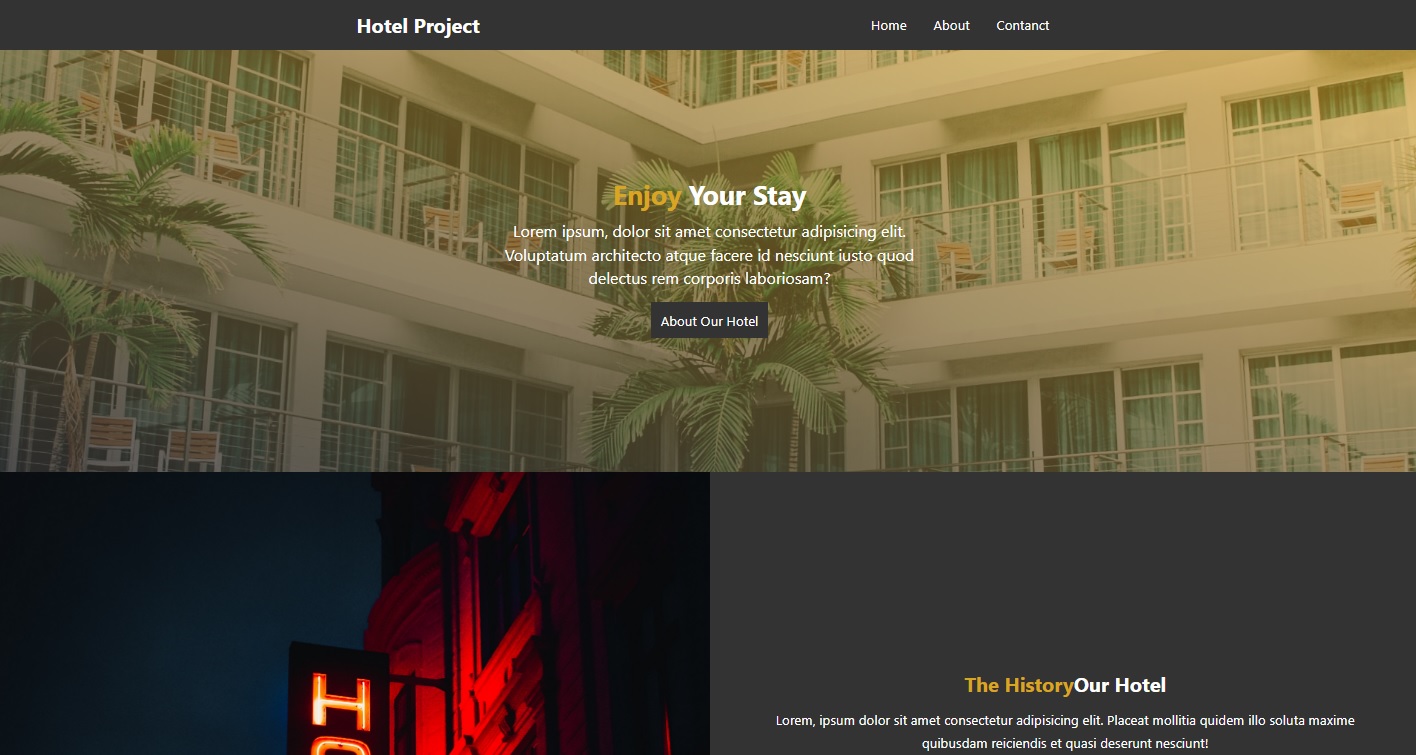 Hotel Project
Home About Contanct
Enjoy Your Stay
Lorem ipsum, dolor sit amet consectetur adipisicing elit.
Voluptatum architecto atque facere id nesciunt iusto quod
delectus rem corporis laboriosam?
About Our Hotel
HO
The HistoryOur Hotel
Lorem, ipsum dolor sit amet consectetur adipisicing elit. Placeat mollitia quidem illo soluta maxime
quibusdam reiciendis et quasi deserunt nesciunt!